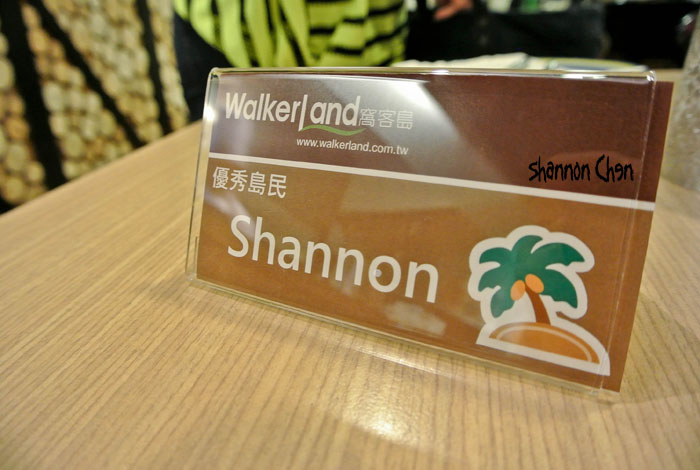 WalkerLand窩客島
www.walkerland.com.tw
Shannon Chen
優秀島民
Shannon